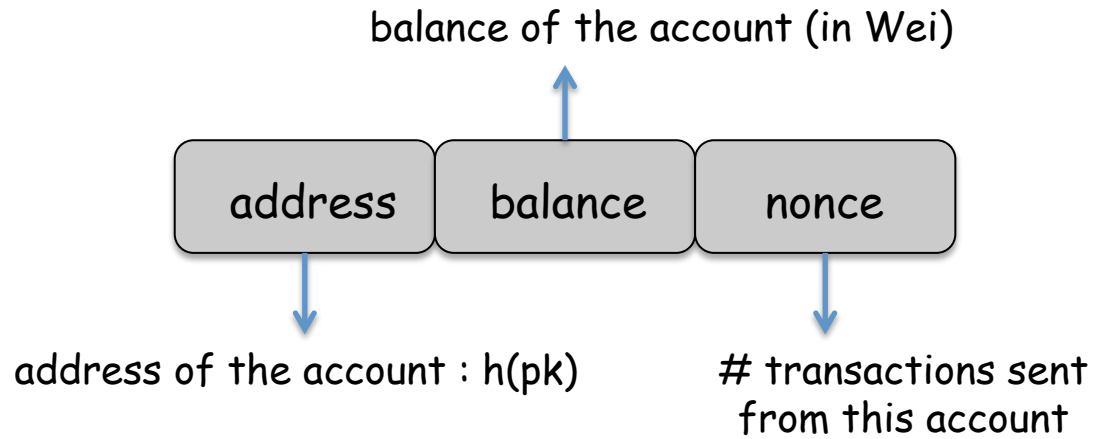 balance of the account (in Wei)
address
balance
nonce
address of the account : h(pk)
# transactions sent
from this account